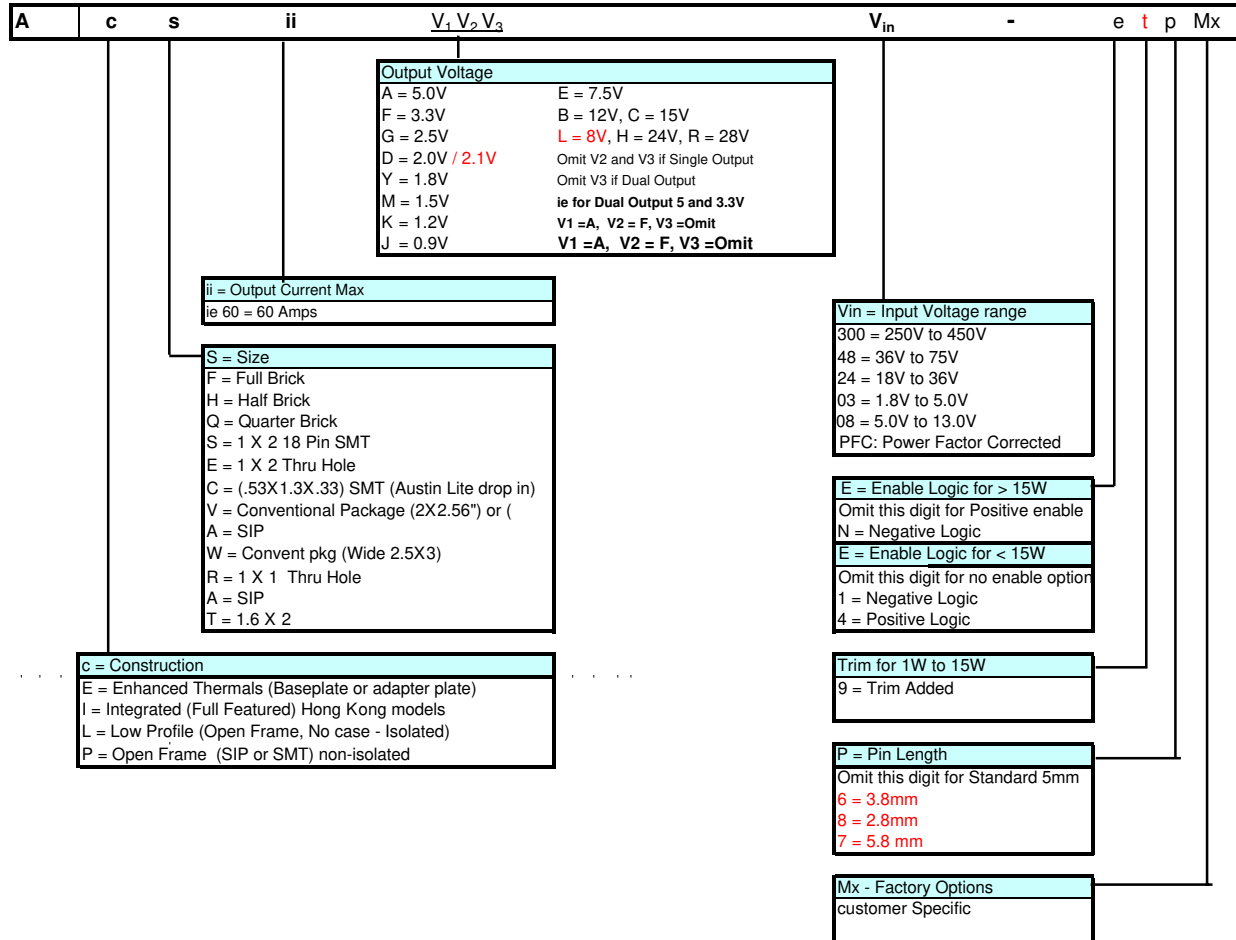 A c s ii V1 V2 V3 Vin - e t p Mx
Output Voltage
A = 5.0V E = 7.5V
F = 3.3V B = 12V, C = 15V
G = 2.5V L = 8V, H = 24V, R = 28V
D = 2.0V / 2.1V Omit V2 and V3 if Single Output
Y = 1.8V Omit V3 if Dual Output
M = 1.5V ie for Dual Output 5 and 3.3V
K = 1.2V V1 =A, V2 = F, V3 =Omit
J = 0.9V V1 =A, V2 = F, V3 =Omit
ii = Output Current Max
ie 60 = 60 Amps
S = Size
F = Full Brick
H = Half Brick
Q = Quarter Brick
S = 1 X 2 18 Pin SMT
E = 1 X 2 Thru Hole
C = (.53X1.3X.33) SMT (Austin Lite drop in)
V = Conventional Package (2X2.56") or (
A = SIP
W = Convent pkg (Wide 2.5X3)
R = 1 X 1 Thru Hole
A = SIP
T = 1.6 X 2
c = Construction
E = Enhanced Thermals (Baseplate or adapter plate)
I = Integrated (Full Featured) Hong Kong models
L = Low Profile (Open Frame, No case - Isolated)
P = Open Frame (SIP or SMT) non-isolated
Vin = Input Voltage range
300 = 250V to 450V
48 = 36V to 75V
24 = 18V to 36V
03 = 1.8V to 5.0V
08 = 5.0V to 13.0V
PFC: Power Factor Corrected
E = Enable Logic for > 15W
Omit this digit for Positive enable
N = Negative Logic
E = Enable Logic for < 15W
Omit this digit for no enable option
1 = Negative Logic
4 = Positive Logic
Trim for 1W to 15W
9 = Trim Added
P = Pin Length
Omit this digit for Standard 5mm
6 = 3.8mm
8 = 2.8mm
7 = 5.8 mm
Mx - Factory Options
customer Specific